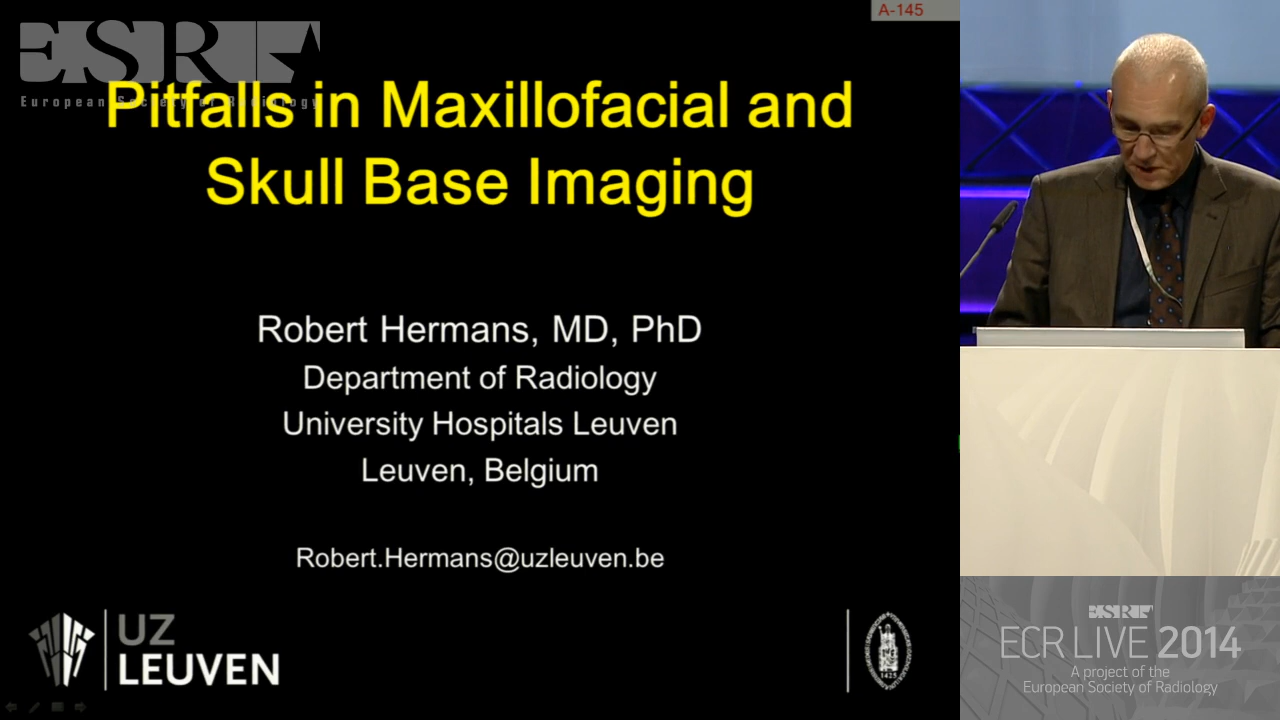 A-145
ESR
European Society of Radiology
Pitfalls in Maxillofacial and
Skull Base Imaging
Robert Hermans, MD, PhD
Department of Radiology
University Hospitals Leuven
Leuven, Belgium
Robert.Hermans@uzleuven.be
UZ
LEUVEN
1425
ESR
ECR LIVE 2014
A project of the
European Society of Radiology